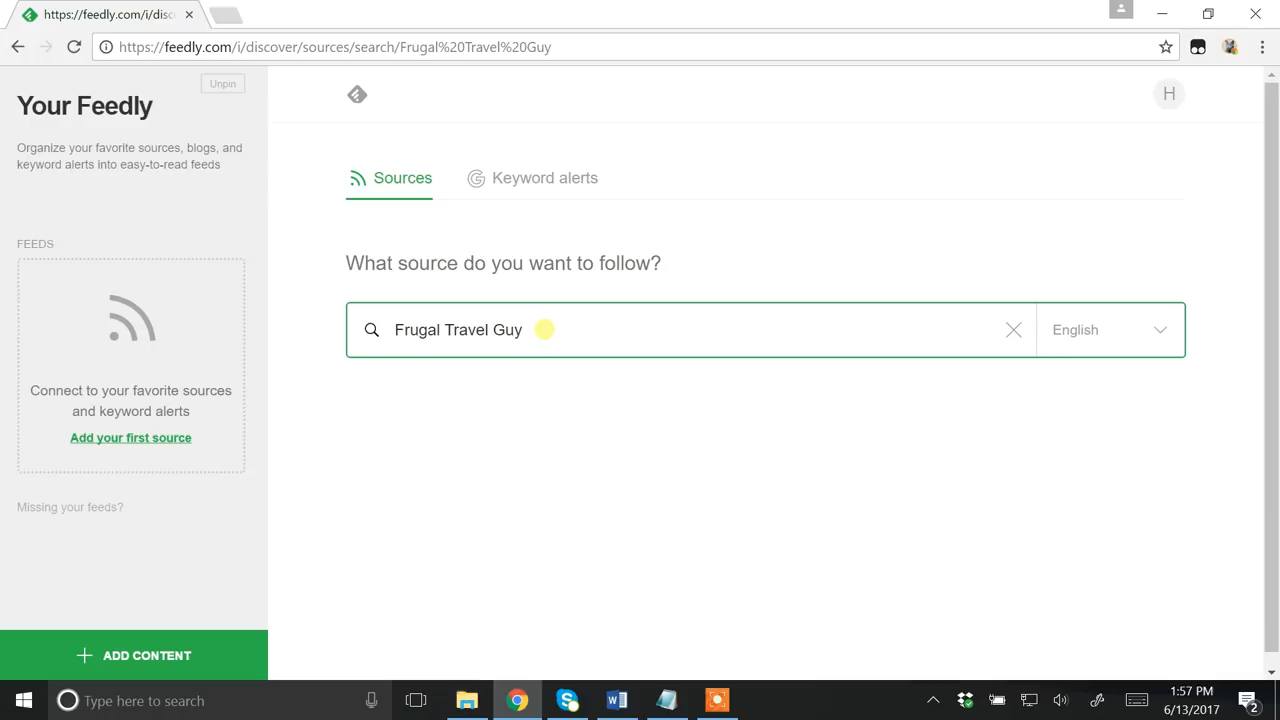 https://feedly.com/i/disc
https://feedly.com/i/discover/sources/search/Frugal%20Travel%20Guy
Unpin
Your Feedly
Organize your favorite sources, blogs, and
keyword alerts into easy-to-read feeds
FEEDS
Connect to your favorite sources
and keyword alerts
Add your first source
Missing your feeds?
ADD CONTENT
H
Sources
Keyword alerts
What source do you want to follow?
Frugal Travel Guy
English
Type here to search
1:57 PM
6/13/2017
2